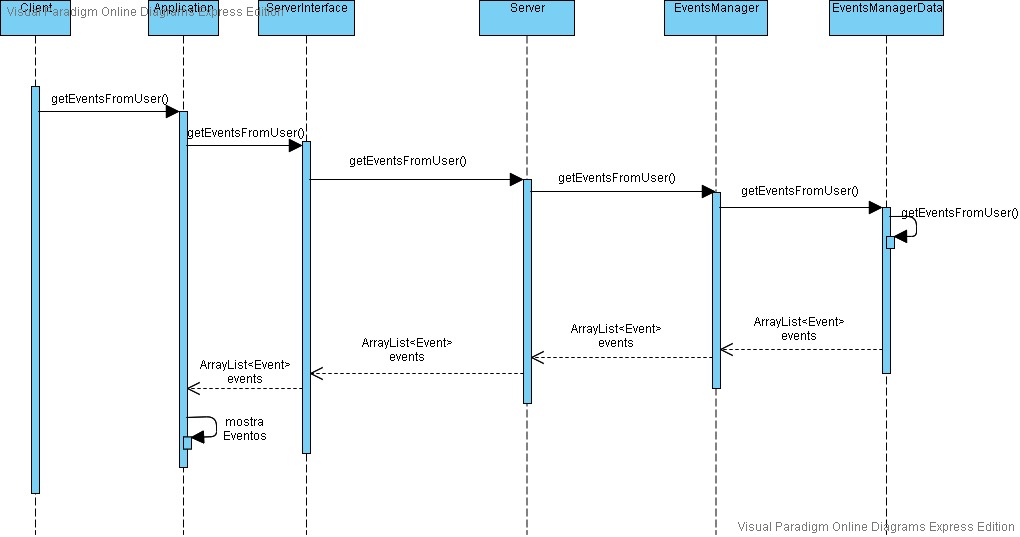 Client
Application
ServerInterface
Server
EventsManager
EventsManagerData
Visual Paradigm Online Diagrams Express Edition
getEventsFromUser()
getEventsFromUser()
getEventsFromUser()
getEventsFromUser()
getEventsFromUser()
getEventsFromUser()
ArrayList<Event>
events
ArrayList<Event>
events
ArrayList<Event>
events
ArrayList<Event>
events
mostra
Eventos
Visual Paradigm Online Diagrams Express Edition